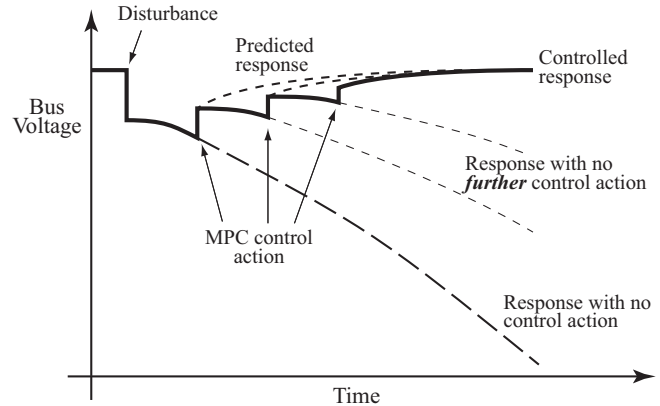 Disturbance
Predicted
response
Controlled
response
Bus
Voltage
Response with no
further control action
MPC control
action
Response with no
control action
Time